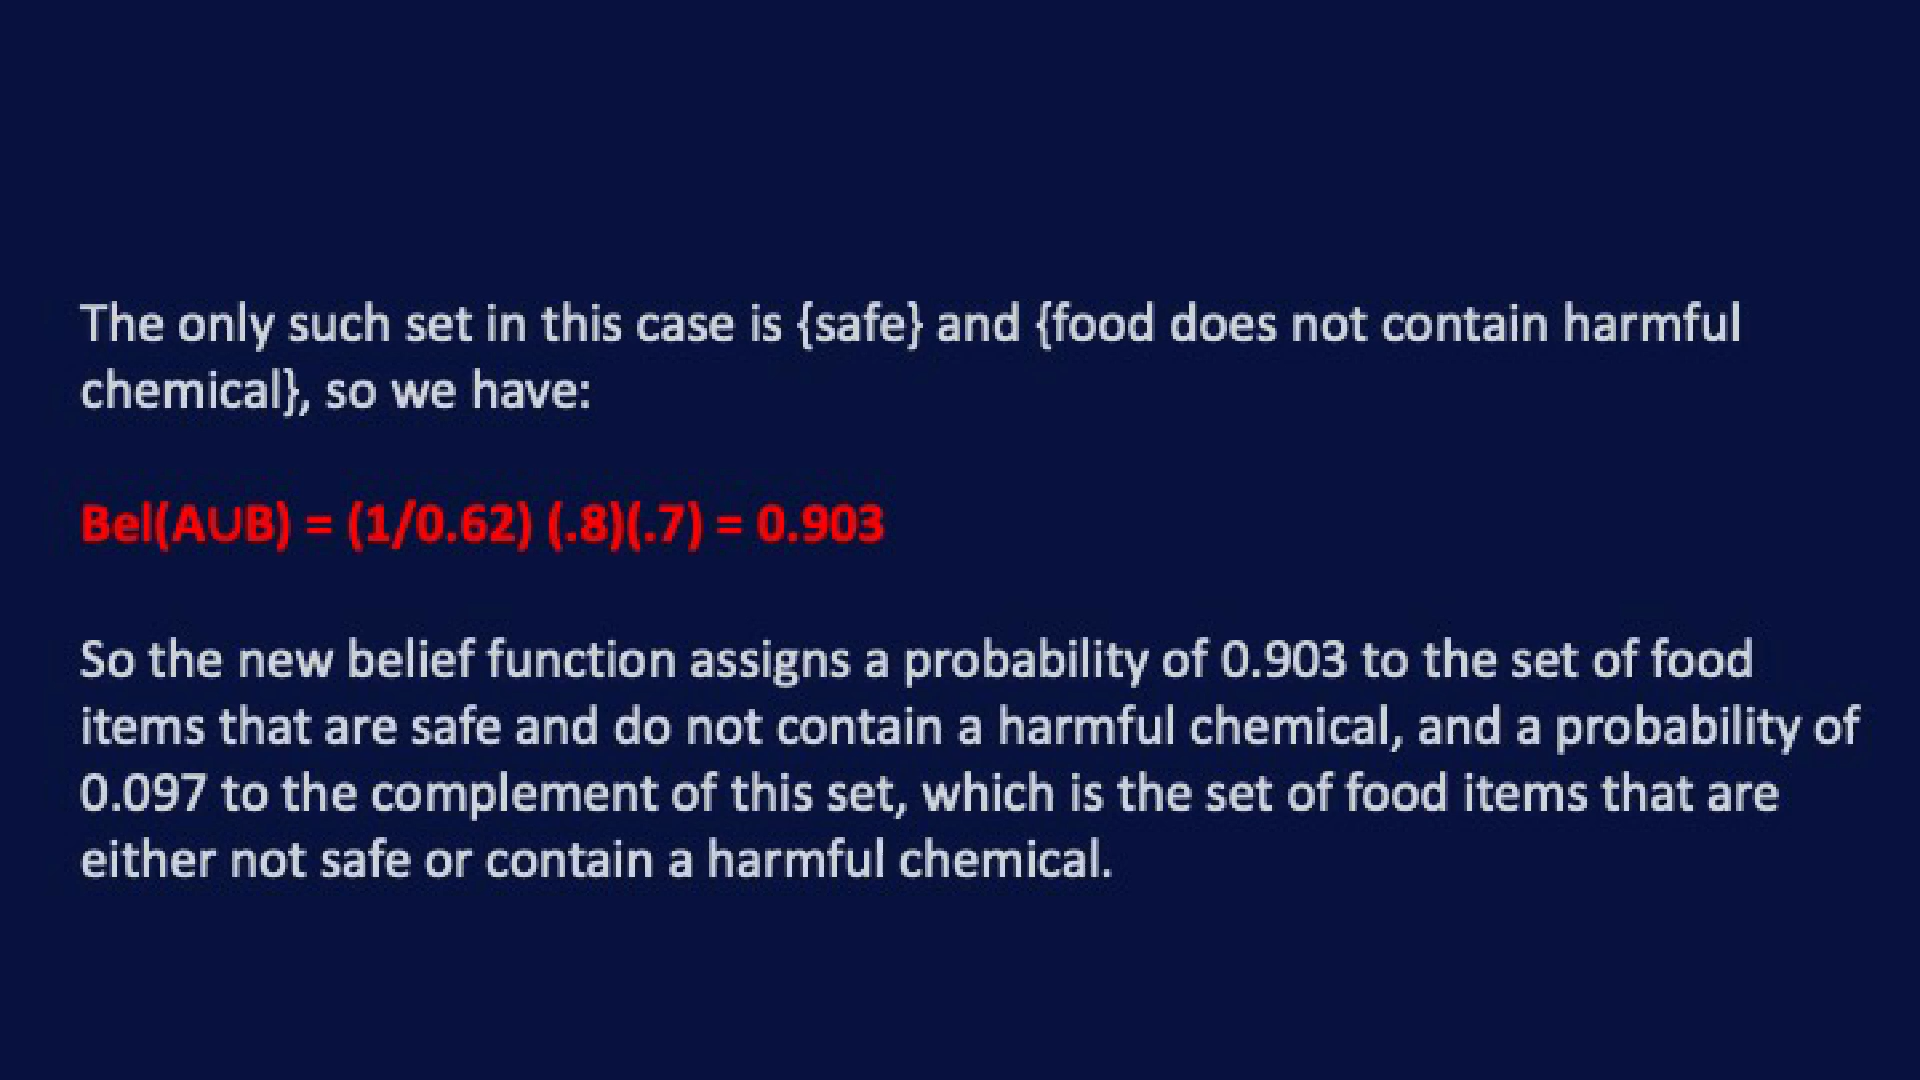 The only such set in this case is {safe} and {food does not contain harmful
chemical}, so we have:
Bel(A∪B) = (1/0.62) (.8)(.7) = 0.903
So the new belief function assigns a probability of 0.903 to the set of food
items that are safe and do not contain a harmful chemical, and a probability of
0.097 to the complement of this set, which is the set of food items that are
either not safe or contain a harmful chemical.